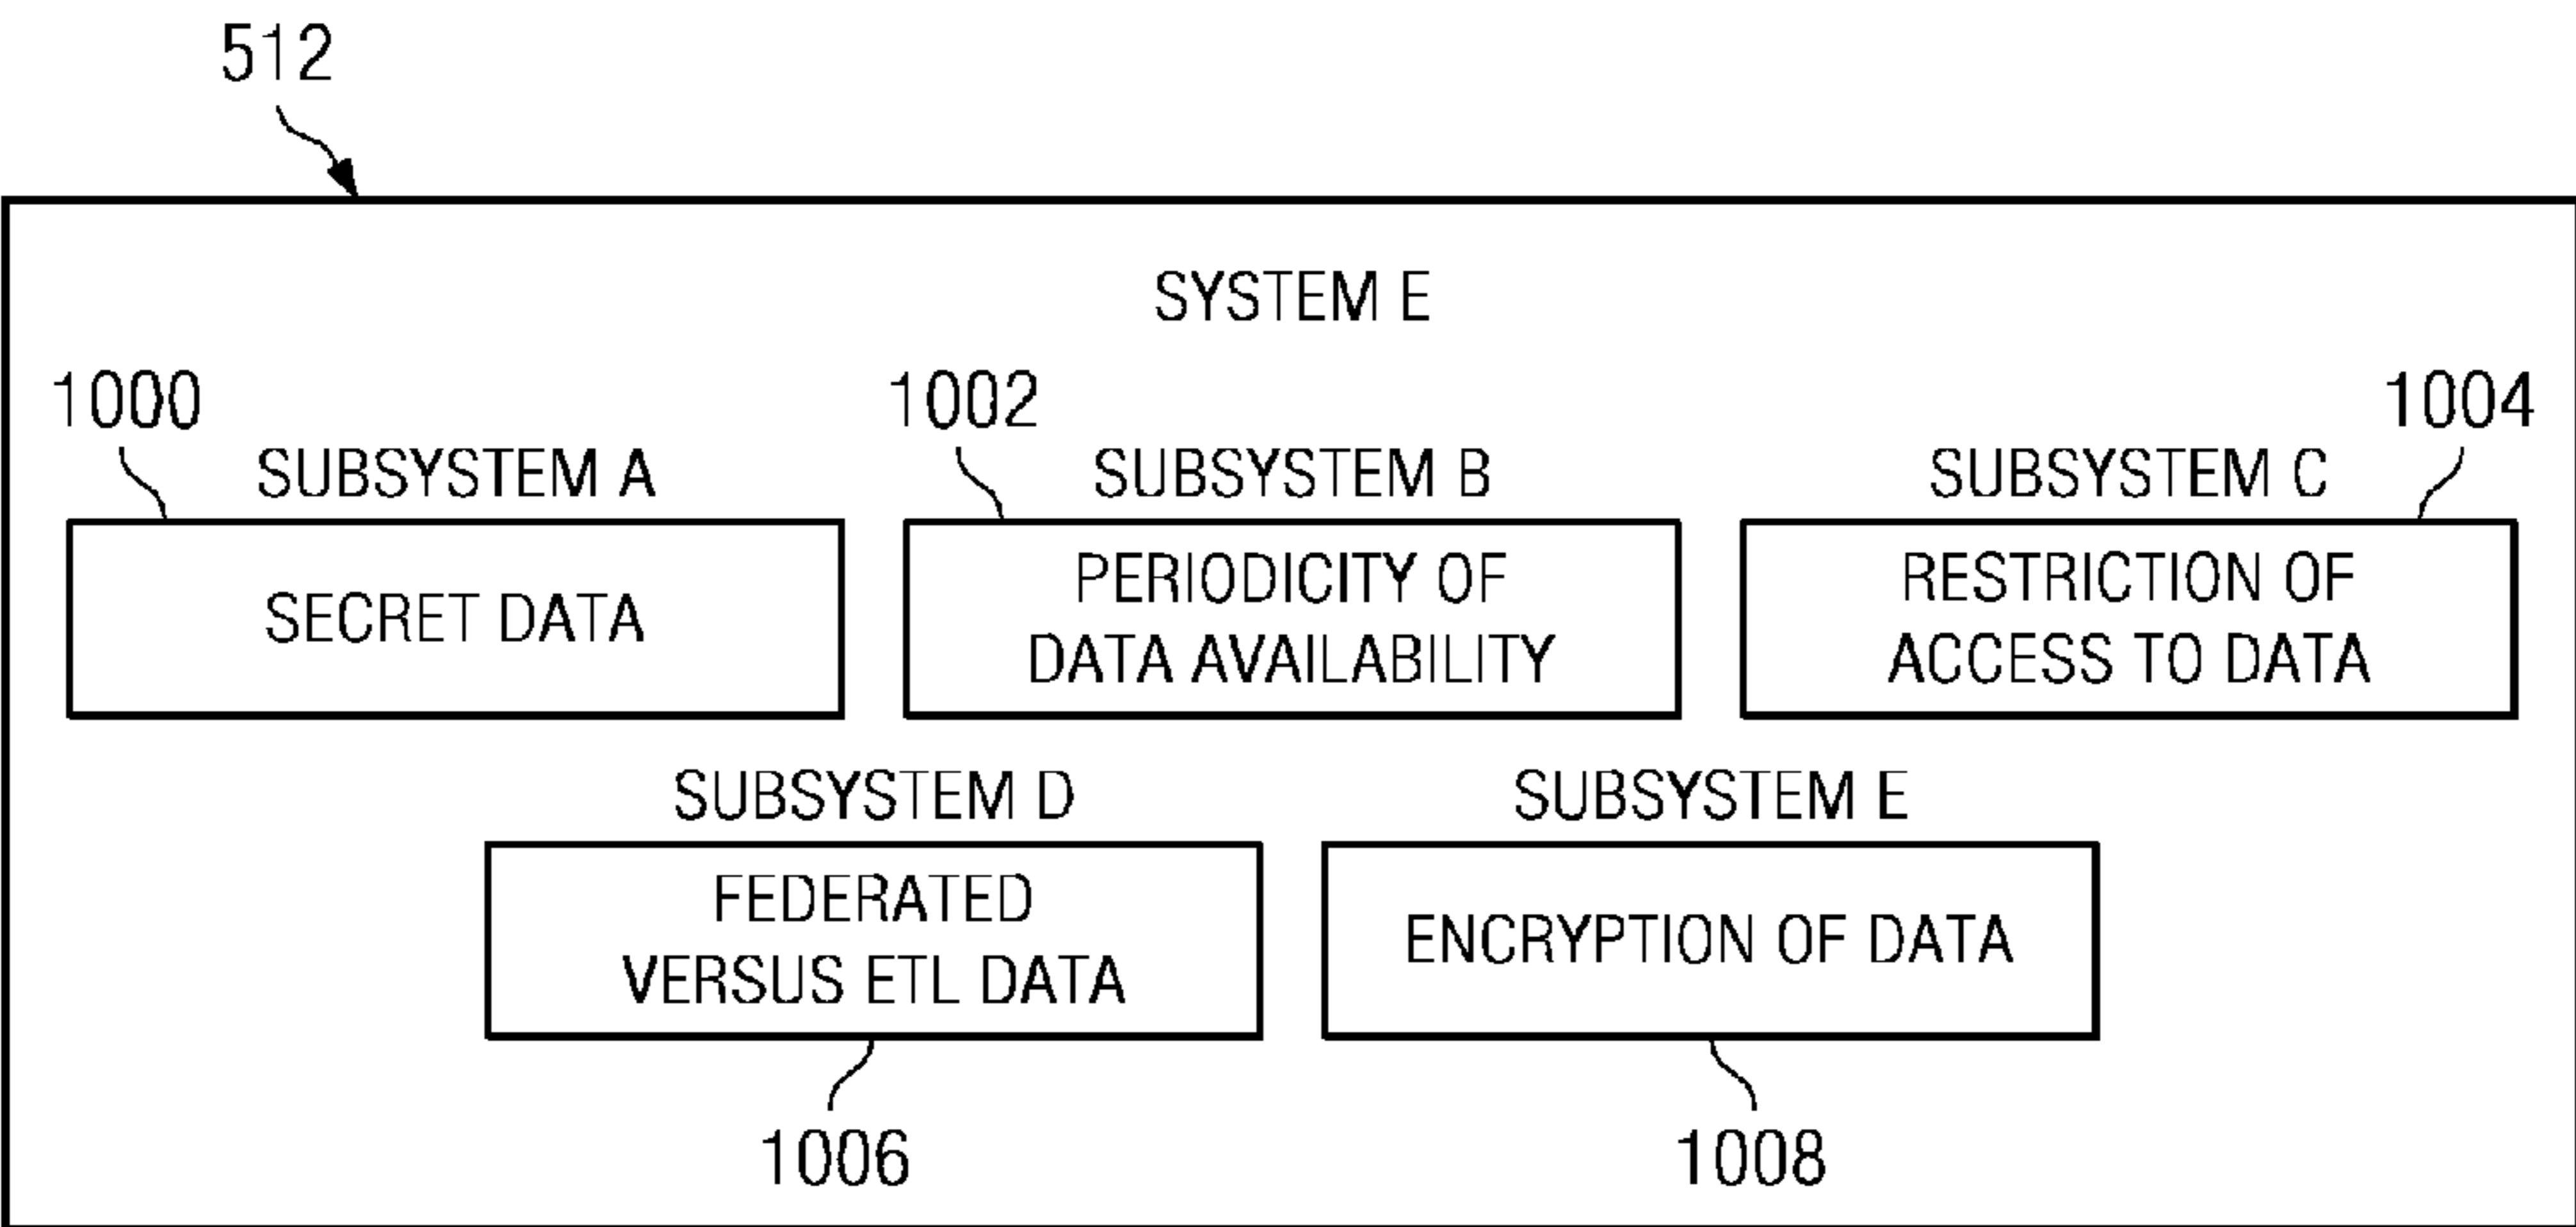 512
SYSTEM E
1000
1002
1004
SUBSYSTEM A
SUBSYSTEM B
SUBSYSTEM C
SECRET DATA
PERIODICITY OF
DATA AVAILABILITY
RESTRICTION OF
ACCESS TO DATA
SUBSYSTEM D
SUBSYSTEM E
FEDERATED
VERSUS ETL DATA
ENCRYPTION OF DATA
1006
1008